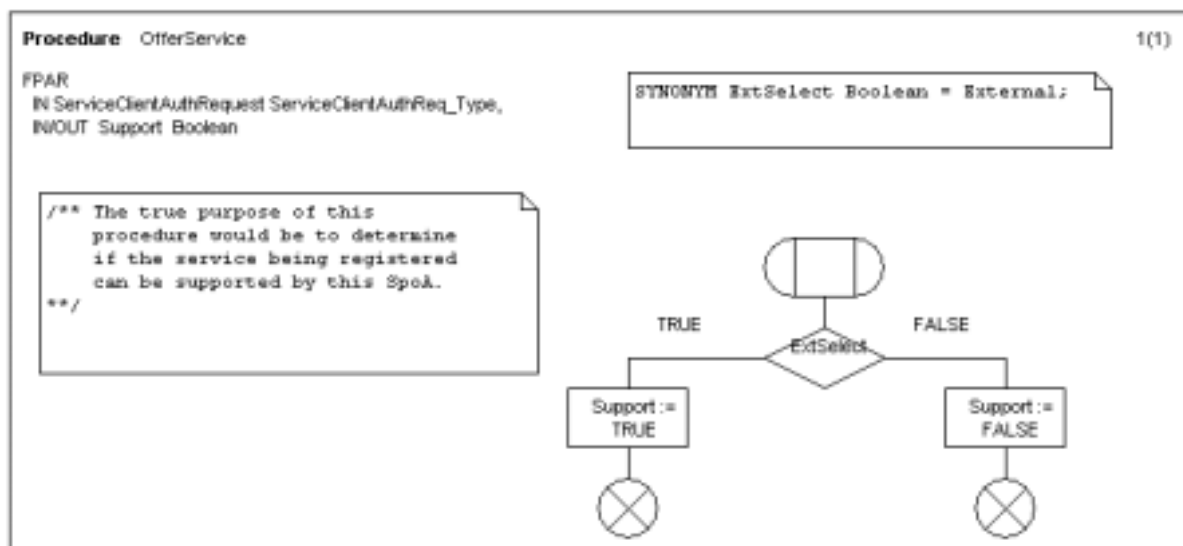 Procedure OfferService
1(1)
FPAR
IN ServiceClientAuthRequest ServiceClientAuthReq_Type,
IN/OUT Support Boolean
SYNONYM ExtSelect Boolean = External;
/** The true purpose of this
procedure would be to determine
if the service being registered
can be supported by this SpoA.
**/
TRUE
FALSE
ExtSelect
Support :=
TRUE
Support :=
FALSE